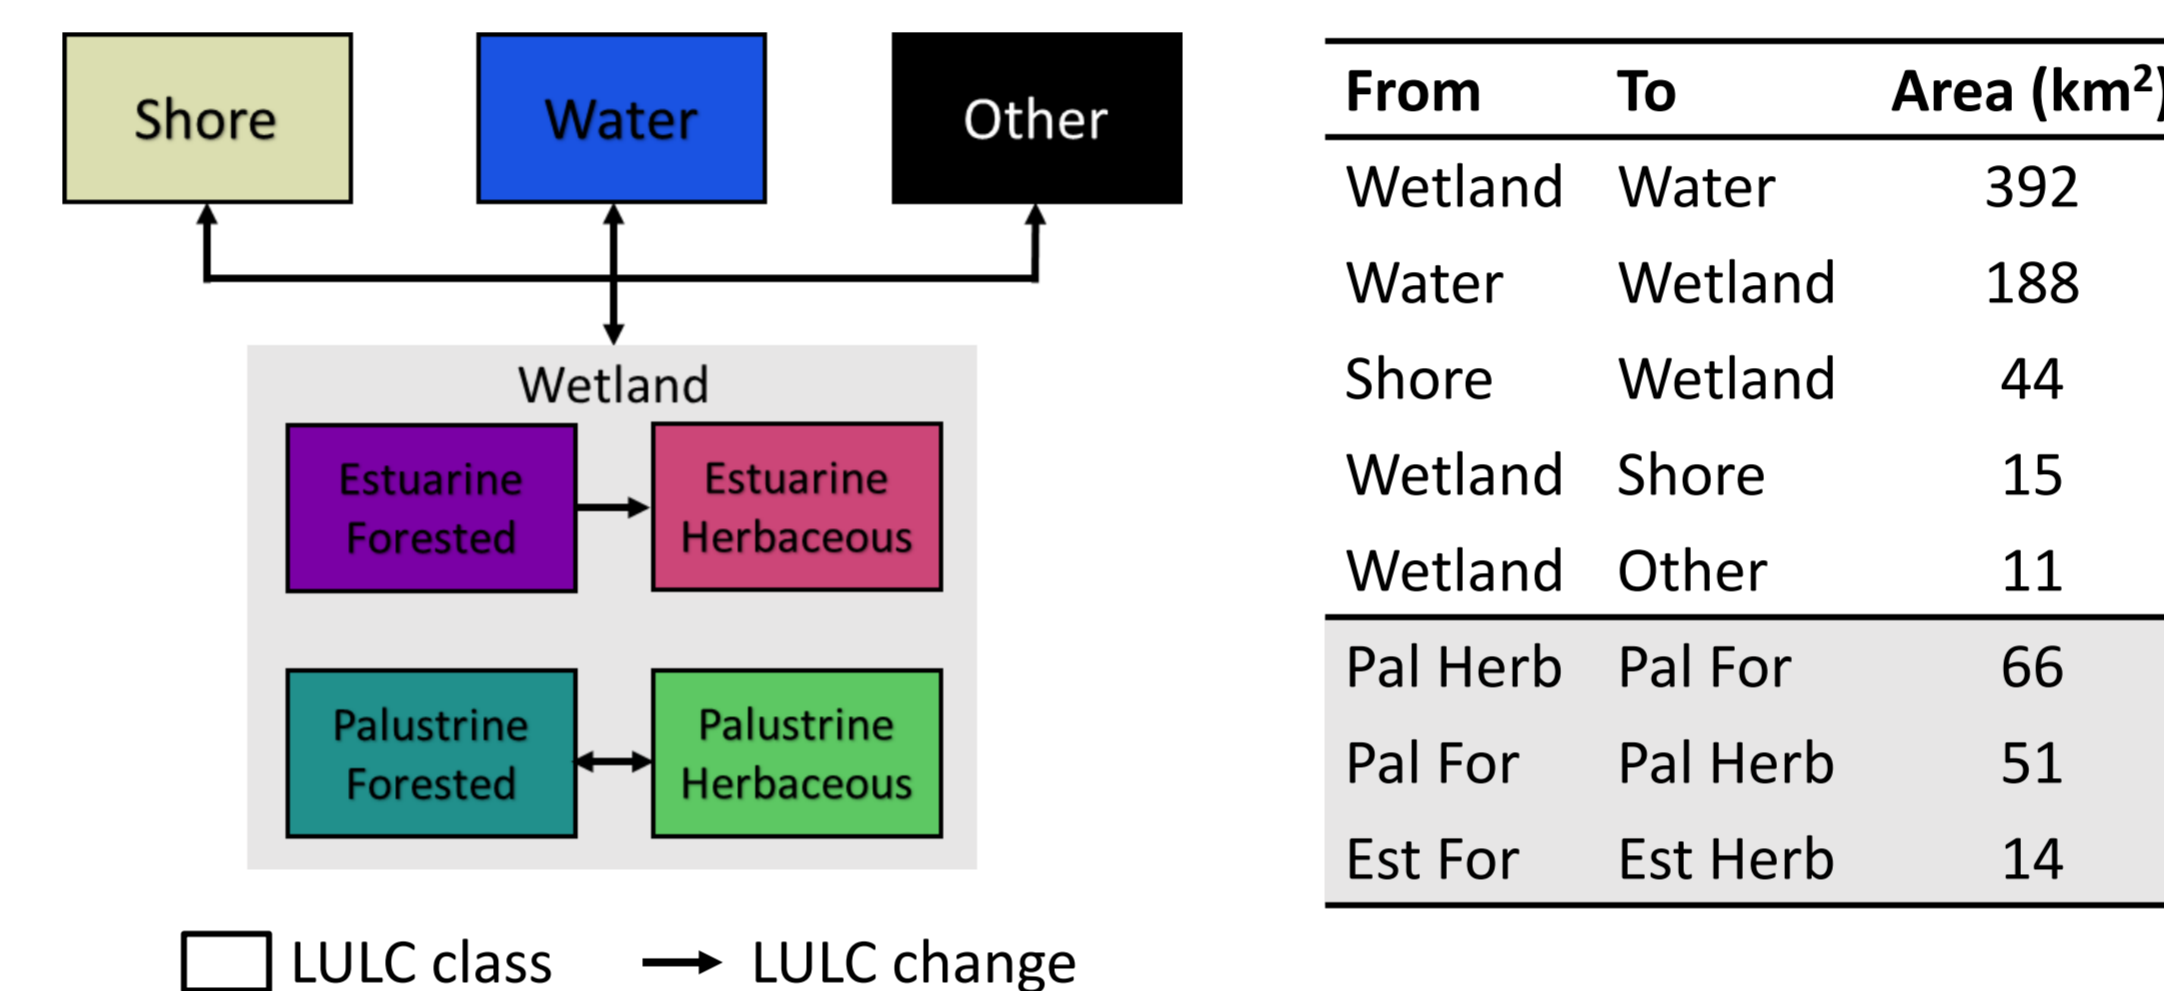 Shore
Water
Other
Wetland
Estuarine
Forested
Estuarine
Herbaceous
Palustrine
Forested
Palustrine
Herbaceous
LULC class
LULC change
From To Area (km²)
Wetland Water 392
Water Wetland 188
Shore Wetland 44
Wetland Shore 15
Wetland Other 11
Pal Herb Pal For 66
Pal For Pal Herb 51
Est For Est Herb 14